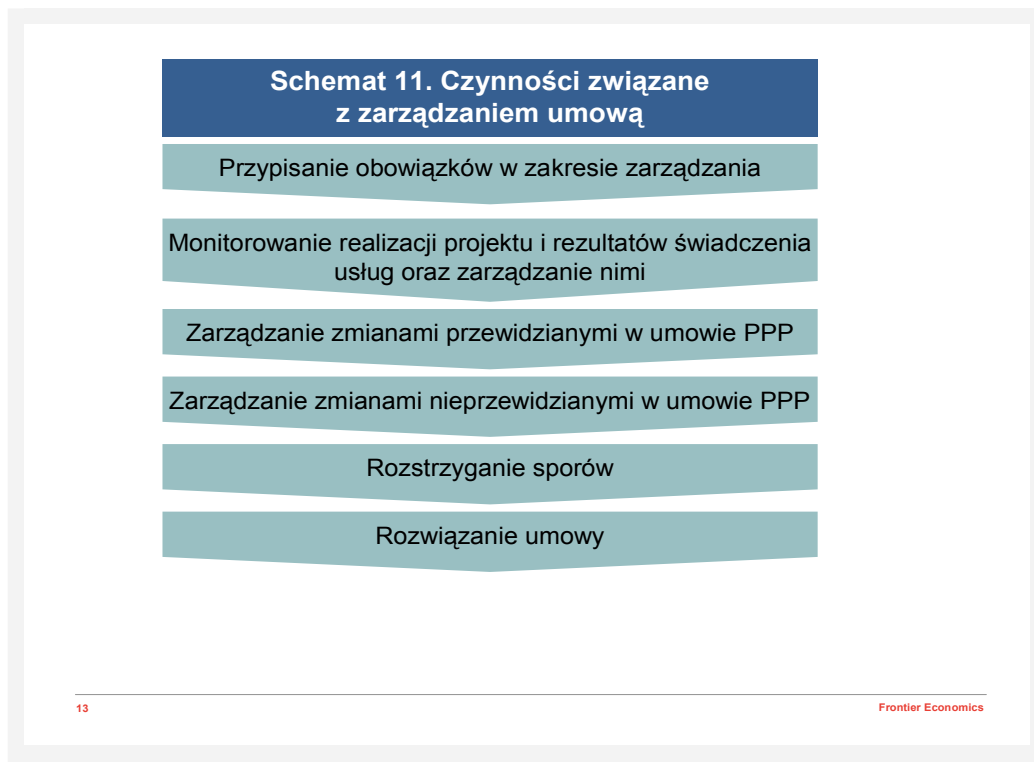 Schemat 11. Czynności związane
z zarządzaniem umową
Przypisanie obowiązków w zakresie zarządzania
Monitorowanie realizacji projektu i rezultatów świadczenia
usług oraz zarządzanie nimi
Zarządzanie zmianami przewidzianymi w umowie PPP
Zarządzanie zmianami nieprzewidzianymi w umowie PPP
Rozstrzyganie sporów
Rozwiązanie umowy
13
Frontier Economics